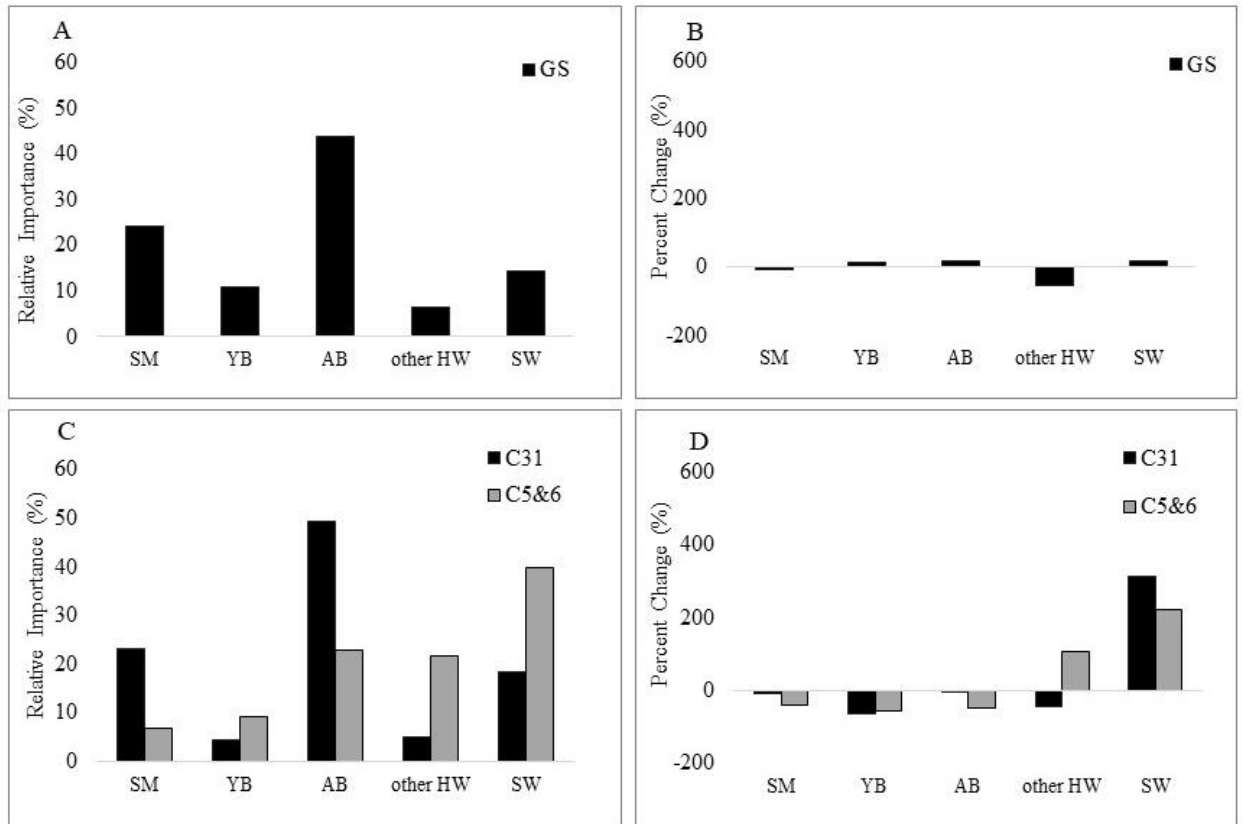 A
Relative Importance (%)
60
50
40
30
20
10
0
GS
SM YB AB other HW SW
B
Percent Change (%)
600
400
200
0
-200
GS
SM YB AB other HW SW
C
Relative Importance (%)
60
50
40
30
20
10
0
C31
C5&6
SM YB AB other HW SW
D
Percent Change (%)
600
400
200
0
-200
C31
C5&6
SM YB AB other HW SW